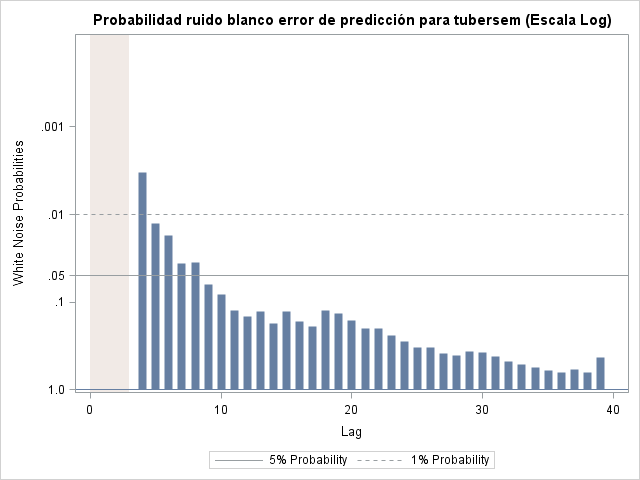 Probabilidad ruido blanco error de predicción para tubersem (Escala Log)
White Noise Probabilities
.001
.01
.05
.1
1.0
0
10
20
30
40
Lag
5% Probability
1% Probability